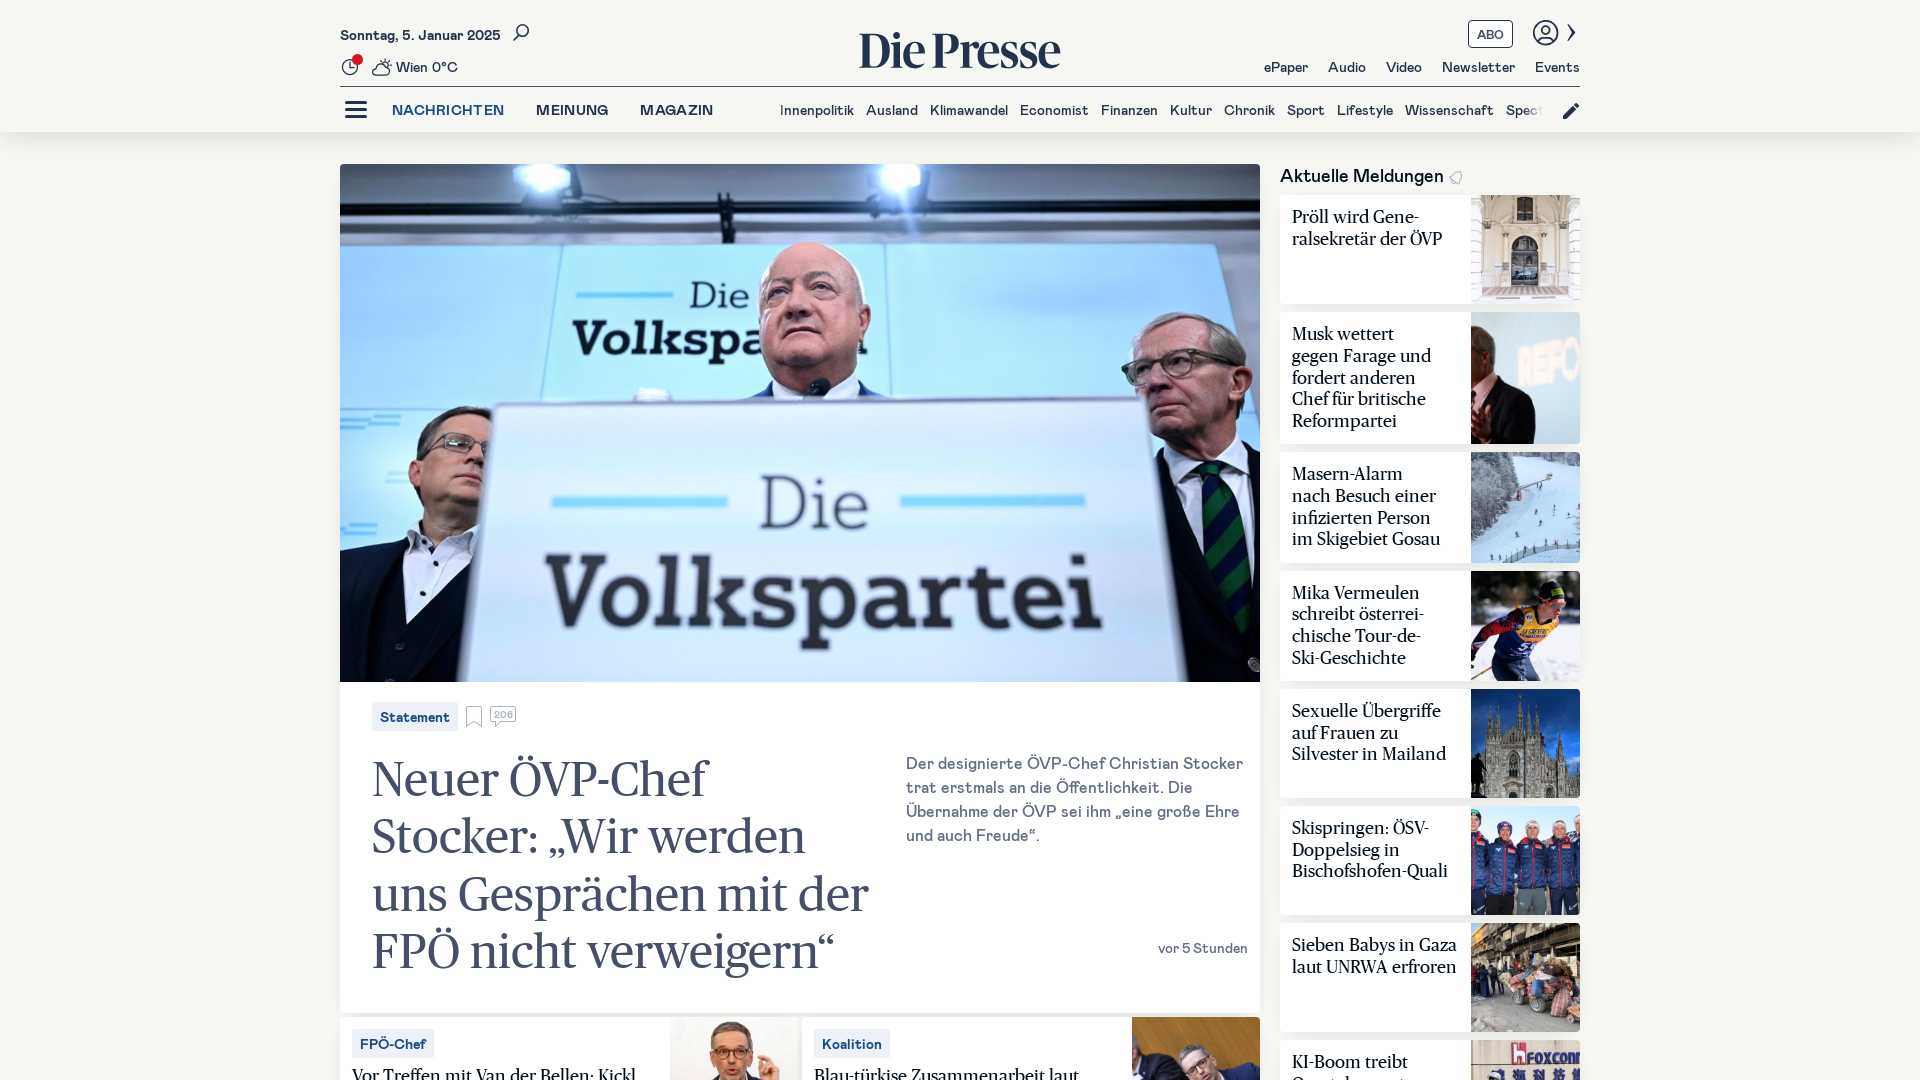 Sonntag, 5. Januar 2025
Wien 0°C
Die Presse
ABO
ePaper Audio Video Newsletter Events
NACHRICHTEN MEINUNG MAGAZIN
Innenpolitik Ausland Klimawandel Economist Finanzen Kultur Chronik Sport Lifestyle Wissenschaft Spect
Die
Volkspa
Die
Volkspartei
Statement
206
Neuer ÖVP-Chef
Stocker: „Wir werden
uns Gesprächen mit der
FPÖ nicht verweigern“
Der designierte ÖVP-Chef Christian Stocker
trat erstmals an die Öffentlichkeit. Die
Übernahme der ÖVP sei ihm „eine große Ehre
und auch Freude“.
vor 5 Stunden
FPÖ-Chef
Vor Treffen mit Van der Bellen: Kickl
Koalition
Blau-türkise Zusammenarbeit laut
Aktuelle Meldungen
Pröll wird Gene-
ralsekretär der ÖVP
Musk wettert
gegen Farage und
fordert anderen
Chef für britische
Reformpartei
REFO
Masern-Alarm
nach Besuch einer
infizierten Person
im Skigebiet Gosau
Mika Vermeulen
schreibt österrei-
chische Tour-de-
Ski-Geschichte
Sexuelle Übergriffe
auf Frauen zu
Silvester in Mailand
Skispringen: ÖSV-
Doppelsieg in
Bischofshofen-Quali
Sieben Babys in Gaza
laut UNRWA erfroren
KI-Boom treibt
FOXCONN